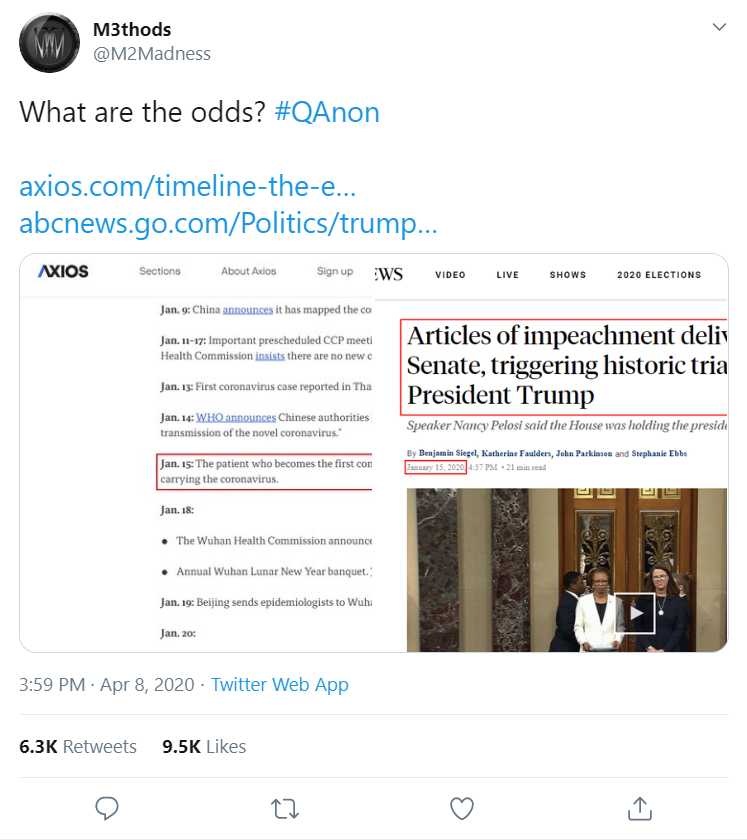 M3thods
@M2Madness
What are the odds? #QAnon
axios.com/timeline-the-e...
abcnews.go.com/Politics/trump...
AXIOS Sections About Axios Sign up
Jan. 9: China announces it has mapped the co
Jan. 11-17: Important prescheduled CCP meeti
Health Commission insists there are no new c
Jan. 13: First coronavirus case reported in Tha
Jan. 14: WHO announces Chinese authorities
transmission of the novel coronavirus."
Jan. 15: The patient who becomes the first con
carrying the coronavirus.
Jan. 18:
• The Wuhan Health Commission announce
• Annual Wuhan Lunar New Year banquet.
Jan. 19: Beijing sends epidemiologists to Wuha
Jan. 20:
EWS VIDEO LIVE SHOWS 2020 ELECTIONS
Articles of impeachment deliv
Senate, triggering historic tria
President Trump
Speaker Nancy Pelosi said the House was holding the preside
By Benjamin Siegel, Katherine Faulders, John Parkinson and Stephanie Ebbs
January 15, 2020, 4:57 PM • 21 min read
3:59 PM · Apr 8, 2020 · Twitter Web App
6.3K Retweets 9.5K Likes